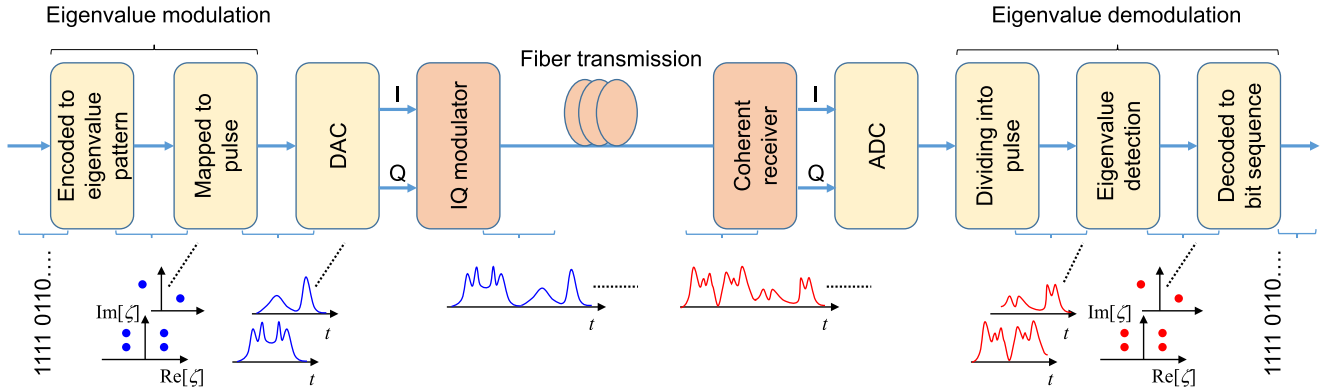 Eigenvalue modulation
Eigenvalue demodulation
Fiber transmission
Encoded to
eigenvalue
pattern
Mapped to
pulse
DAC
I
Q
IQ modulator
Coherent
receiver
I
Q
ADC
Dividing into
pulse
Eigenvalue
detection
Decoded to
bit sequence
1111 0110....
Im[ζ]
Re[ζ]
t
t
t
t
t
t
Im[ζ]
Re[ζ]
1111 0110....